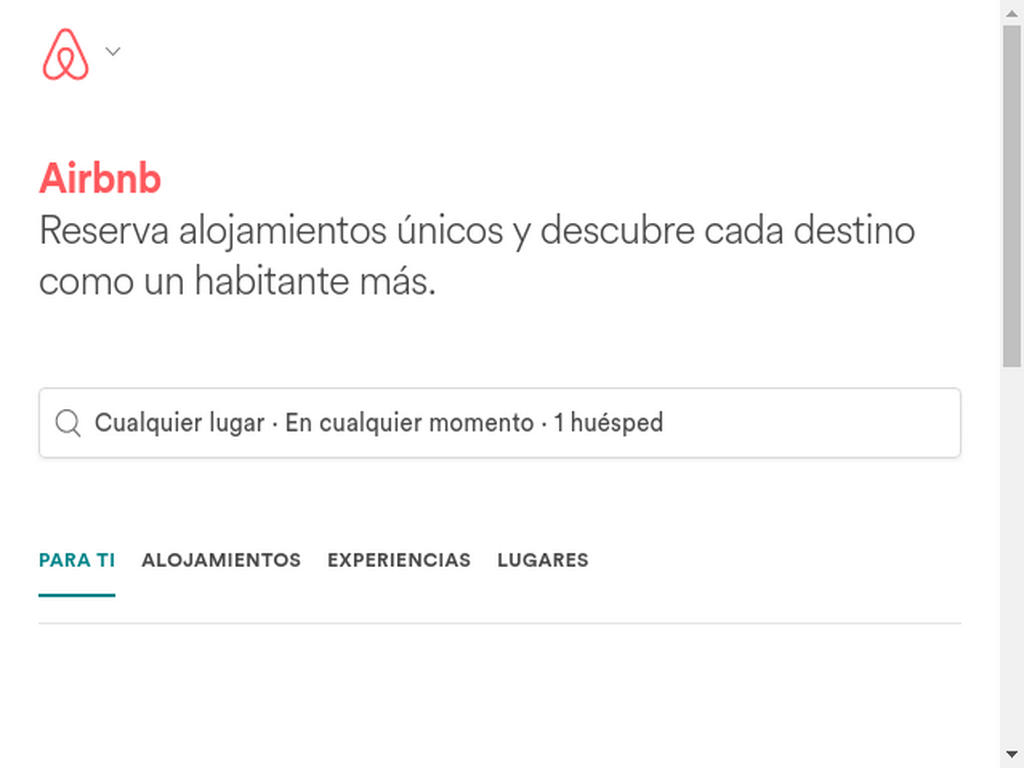 Airbnb
Reserva alojamientos únicos y descubre cada destino
como un habitante más.
Cualquier lugar · En cualquier momento · 1 huésped
PARA TI ALOJAMIENTOS EXPERIENCIAS LUGARES